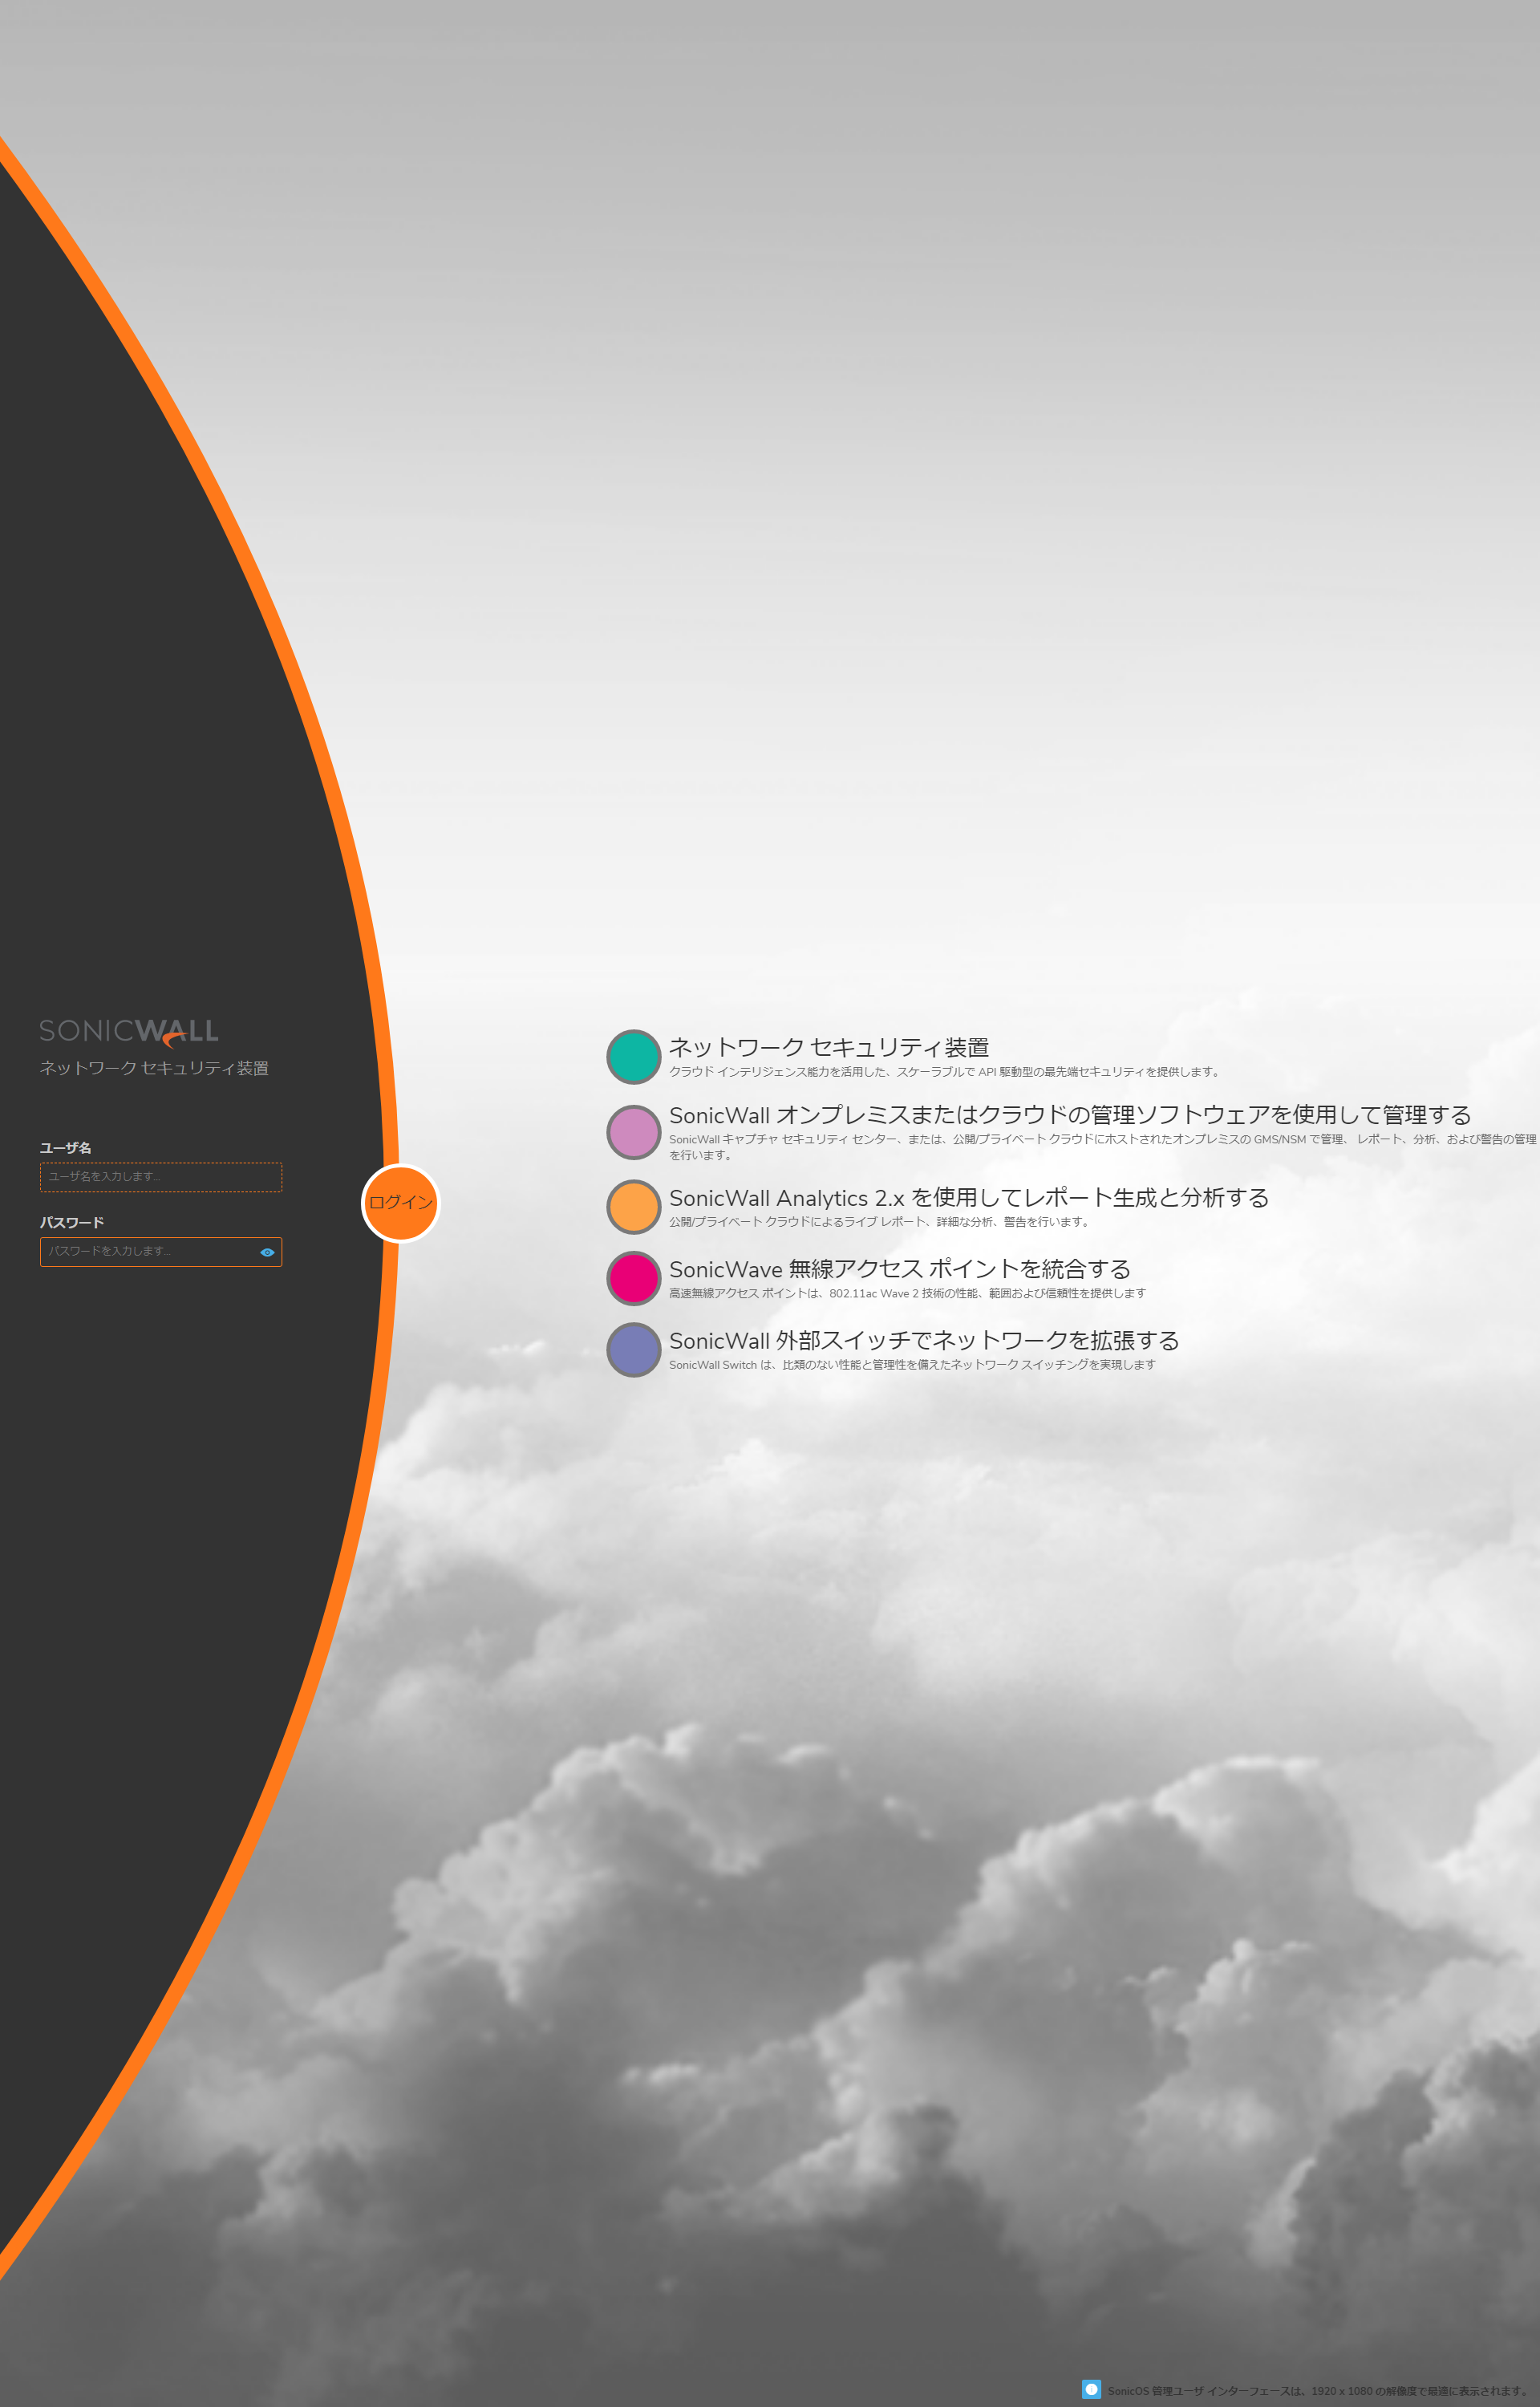 SONICWALL
ネットワーク セキュリティ装置
ユーザ名
ユーザ名を入力します...
パスワード
パスワードを入力します...
ログイン
ネットワーク セキュリティ装置
クラウド インテリジェンス能力を活用した、スケーラブルで API 駆動型の最先端セキュリティを提供します。
SonicWall オンプレミスまたはクラウドの管理ソフトウェアを使用して管理する
SonicWall キャプチャ セキュリティ センター、または、公開/プライベート クラウドにホストされたオンプレミスの GMS/NSM で管理、 レポート、分析、および警告の管理
を行います。
SonicWall Analytics 2.x を使用してレポート生成と分析する
公開/プライベート クラウドによるライブ レポート、詳細な分析、警告を行います。
SonicWave 無線アクセス ポイントを統合する
高速無線アクセス ポイントは、802.11ac Wave 2 技術の性能、範囲および信頼性を提供します
SonicWall 外部スイッチでネットワークを拡張する
SonicWall Switch は、比類のない性能と管理性を備えたネットワーク スイッチングを実現します
SonicOS 管理ユーザ インターフェースは、1920 x 1080 の解像度で最適に表示されます。